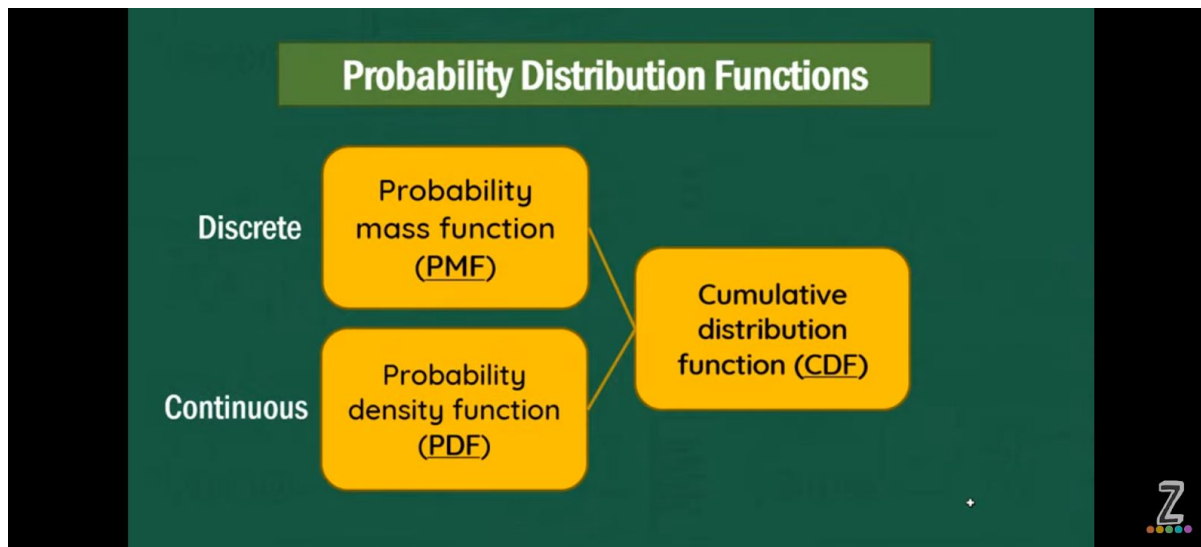 Probability Distribution Functions
Discrete
Probability
mass function
(PMF)
Continuous
Probability
density function
(PDF)
Cumulative
distribution
function (CDF)
Z